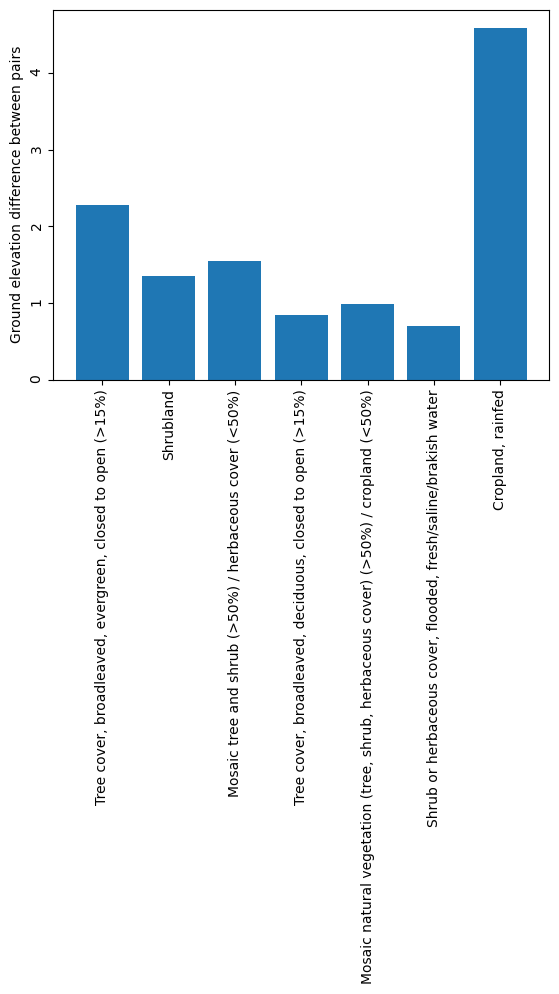 Ground elevation difference between pairs
4
3
2
1
0
Tree cover, broadleaved, evergreen, closed to open (>15%)
Shrubland
Mosaic tree and shrub (>50%) / herbaceous cover (<50%)
Tree cover, broadleaved, deciduous, closed to open (>15%)
Mosaic natural vegetation (tree, shrub, herbaceous cover) (>50%) / cropland (<50%)
Shrub or herbaceous cover, flooded, fresh/saline/brakish water
Cropland, rainfed